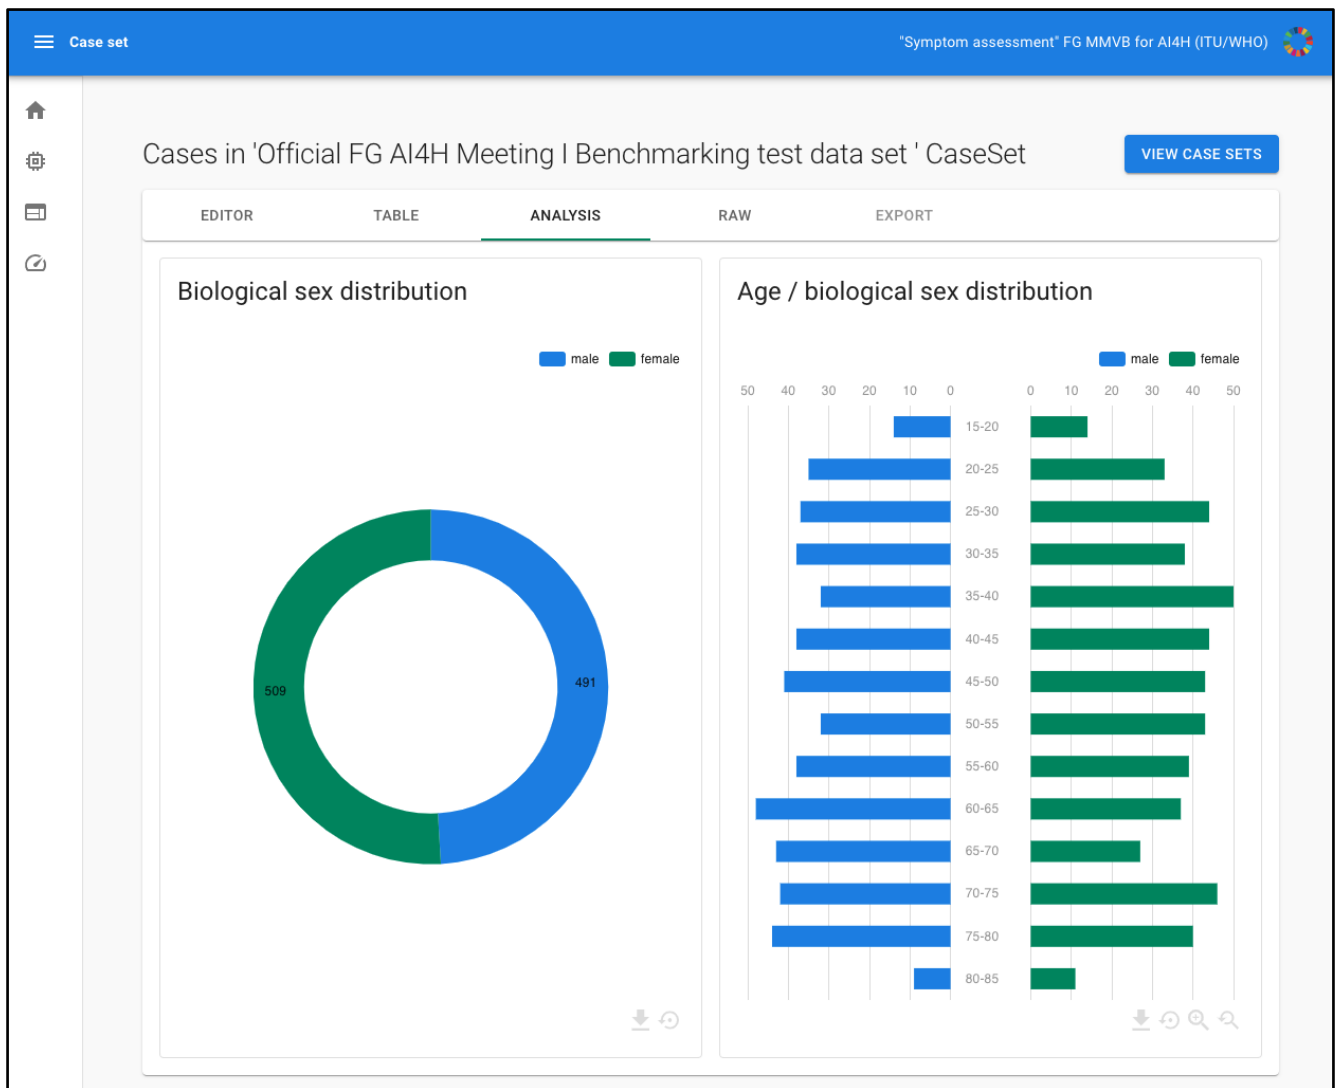 Case set
"Symptom assessment" FG MMVB for AI4H (ITU/WHO)
Cases in 'Official FG AI4H Meeting I Benchmarking test data set ' CaseSet
VIEW CASE SETS
EDITOR TABLE ANALYSIS RAW EXPORT
Biological sex distribution
male female
509
491
Age / biological sex distribution
male female
50 40 30 20 10 0 0 10 20 30 40 50
15-20
20-25
25-30
30-35
35-40
40-45
45-50
50-55
55-60
60-65
65-70
70-75
75-80
80-85